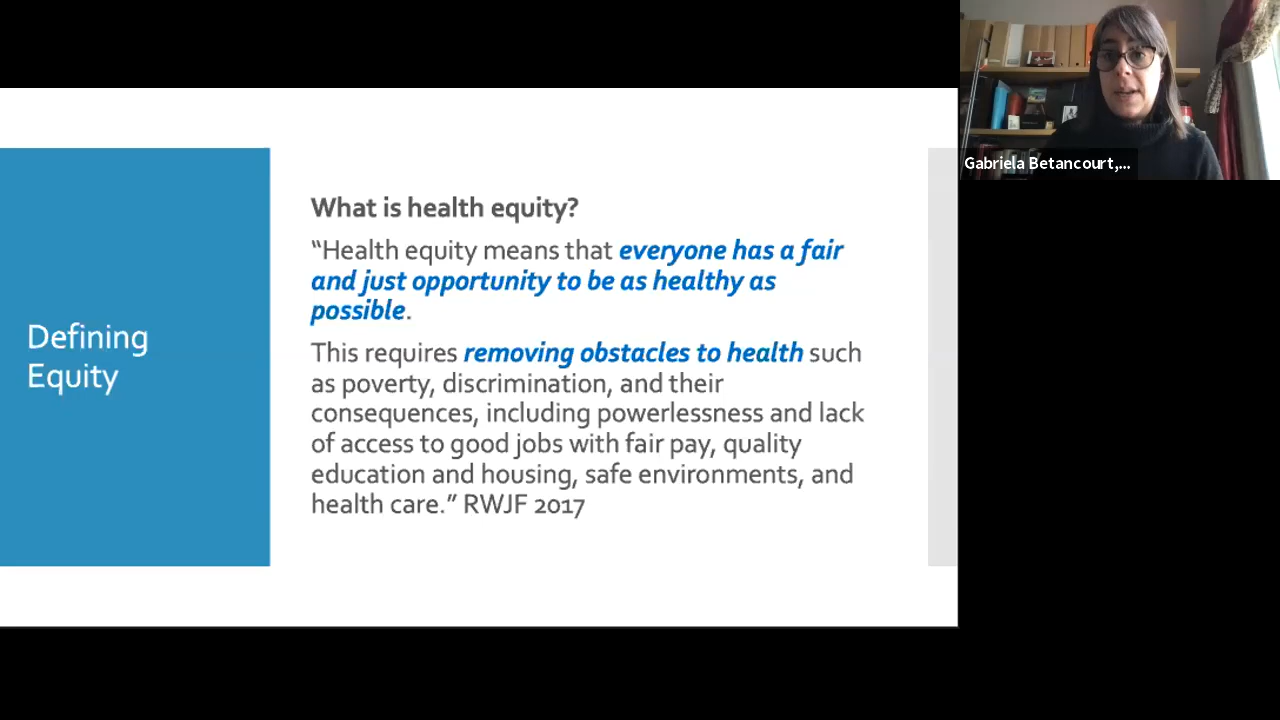 Gabriela Betancourt,...
Defining
Equity
What is health equity?
“Health equity means that everyone has a fair
and just opportunity to be as healthy as
possible.
This requires removing obstacles to health such
as poverty, discrimination, and their
consequences, including powerlessness and lack
of access to good jobs with fair pay, quality
education and housing, safe environments, and
health care.” RWJF 2017